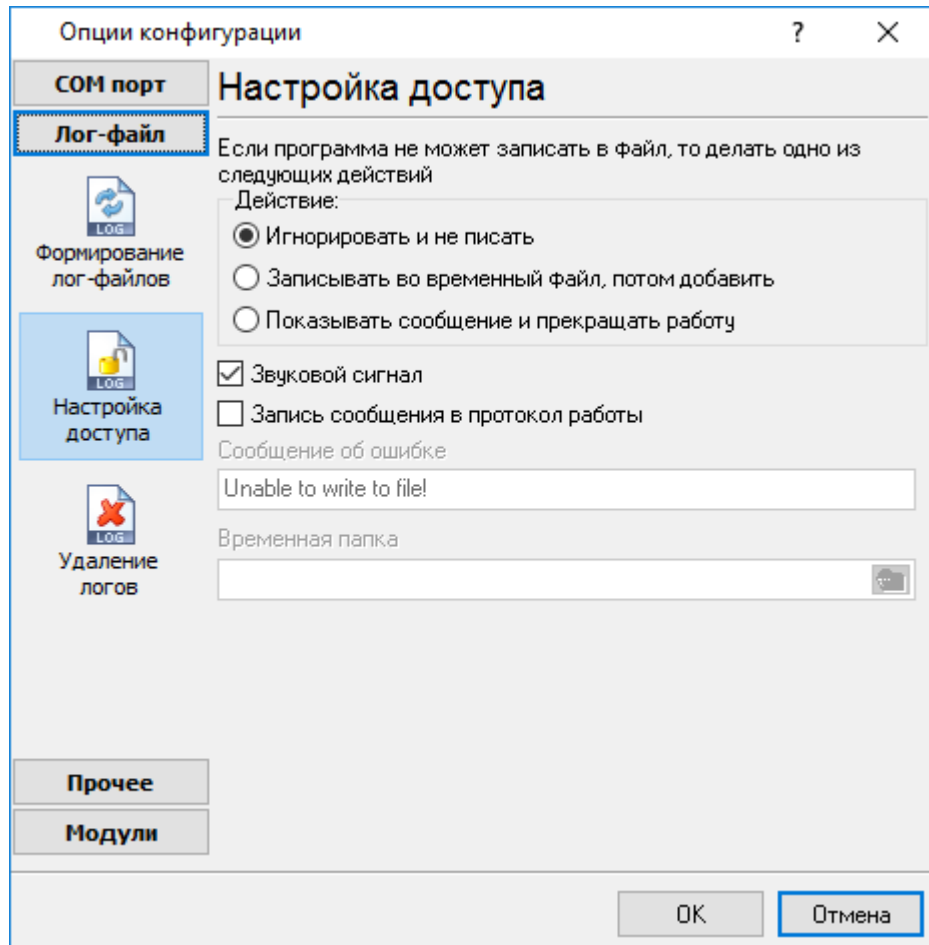 Опции конфигурации
?
COM порт
Лог-файл
LOG
Формирование
лог-файлов
LOG
Настройка
доступа
LOG
Удаление
логов
Прочее
Модули
Настройка доступа
Если программа не может записать в файл, то делать одно из
следующих действий
Действие:
Игнорировать и не писать
Записывать во временный файл, потом добавить
Показывать сообщение и прекращать работу
Звуковой сигнал
Запись сообщения в протокол работы
Сообщение об ошибке
Unable to write to file!
Временная папка
OK
Отмена